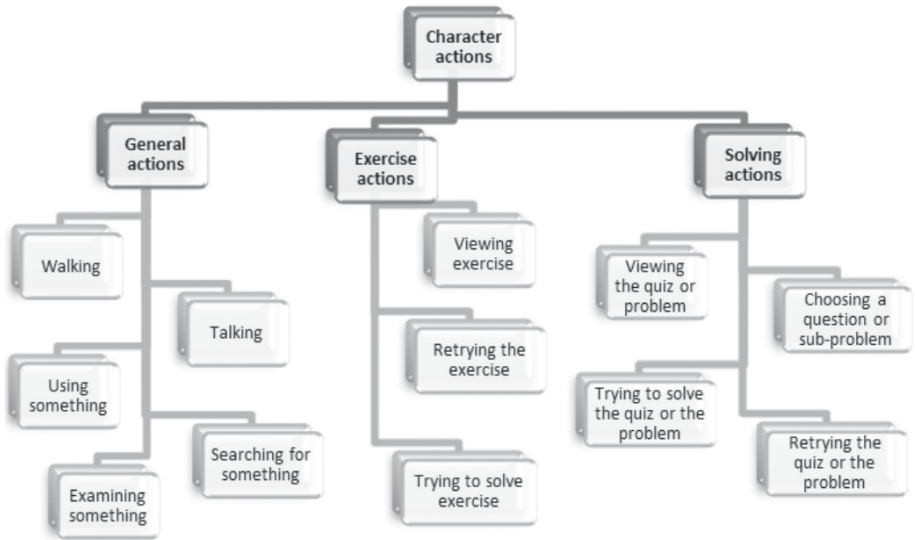 Character
actions
General
actions
Exercise
actions
Solving
actions
Walking
Talking
Using
something
Searching for
something
Examining
something
Viewing
exercise
Retrying the
exercise
Trying to solve
exercise
Viewing
the quiz or
problem
Choosing a
question or
sub-problem
Trying to solve
the quiz or the
problem
Retrying the
quiz or the
problem